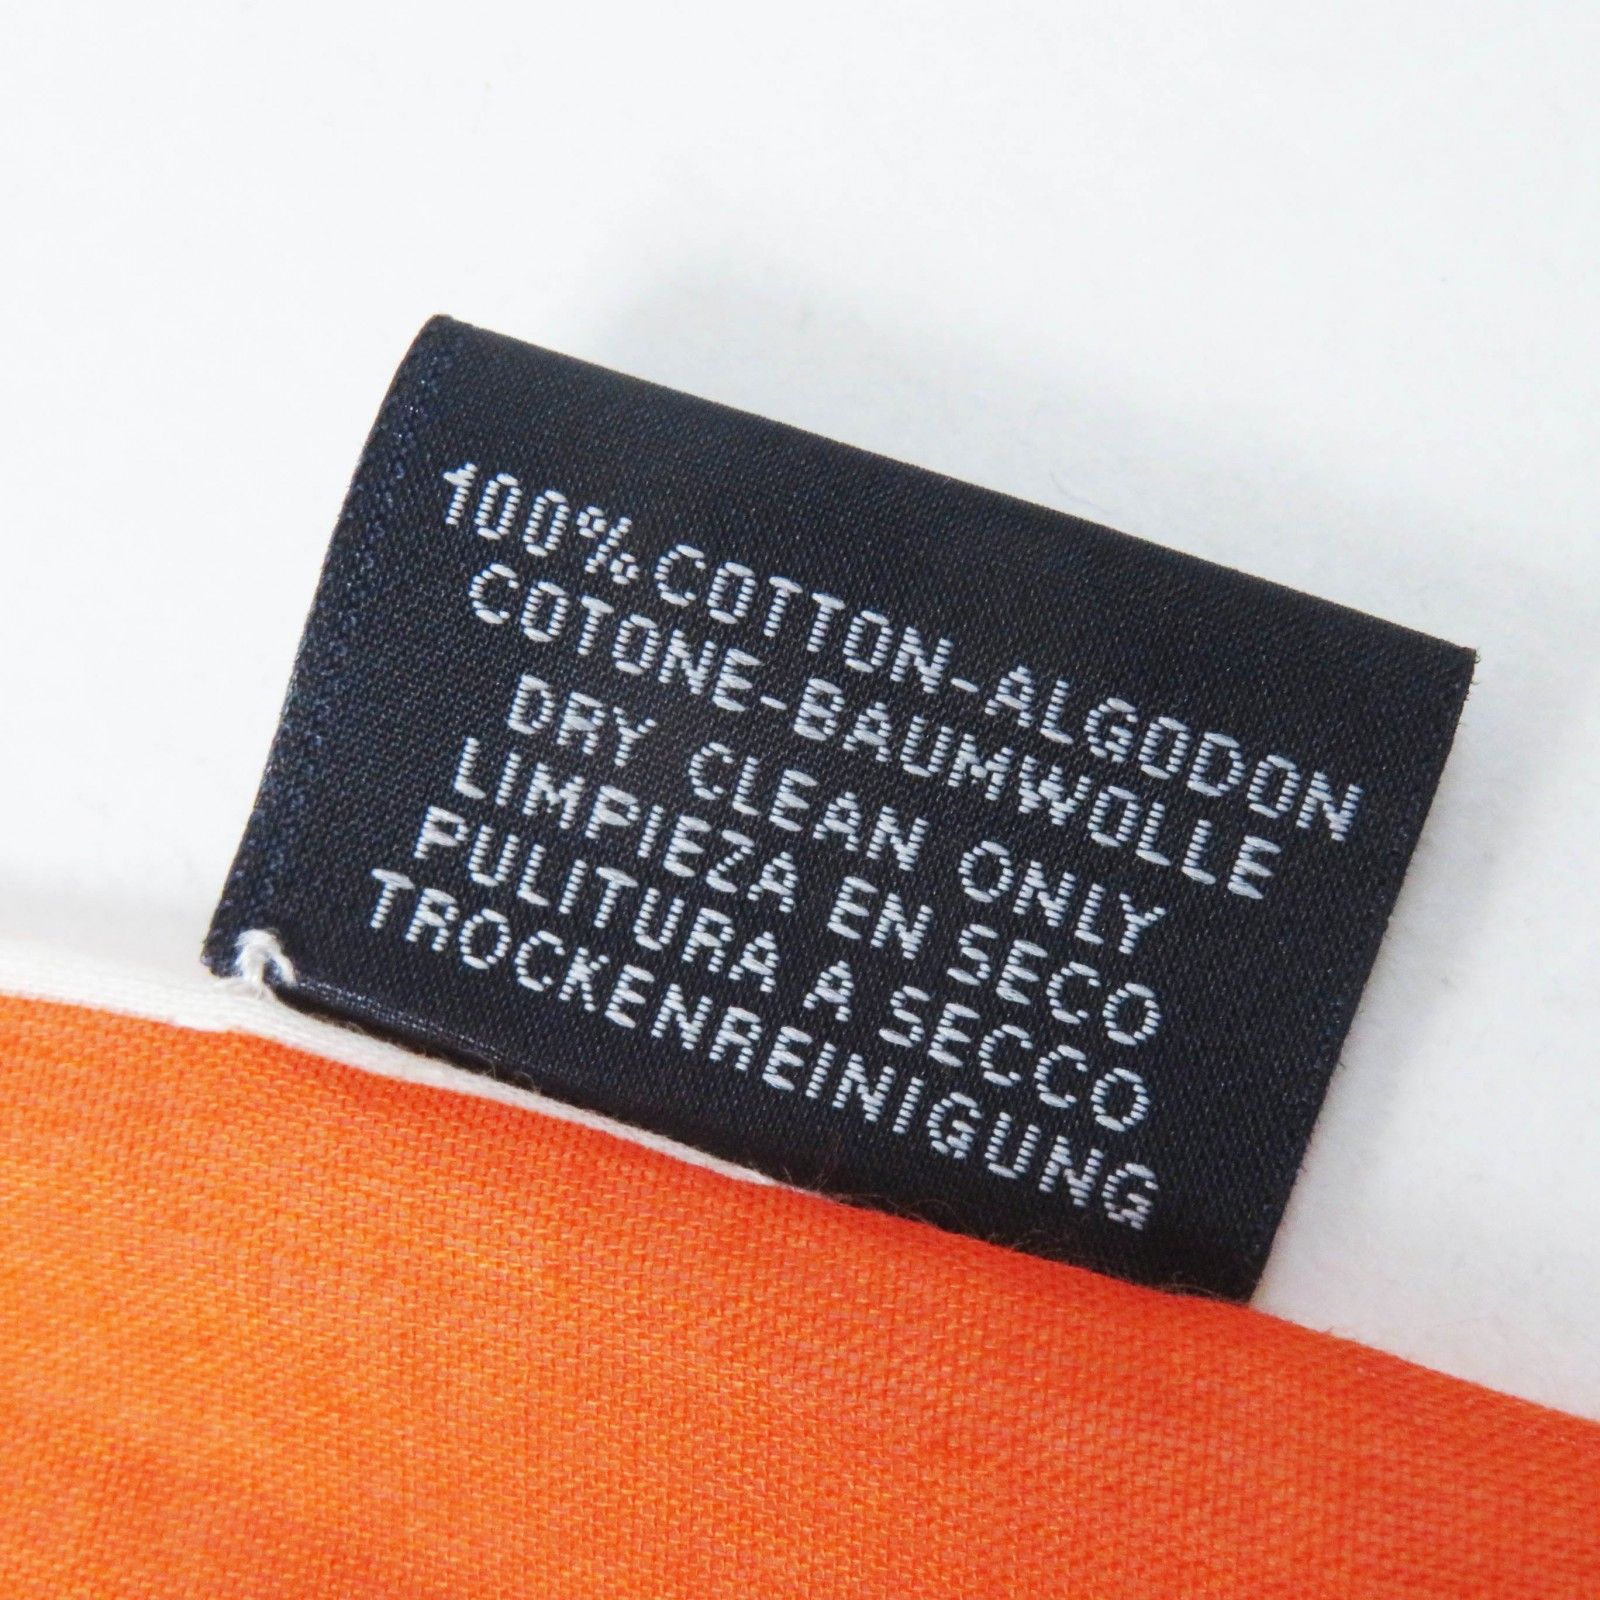 100% COTTON-ALGODON
COTONE-BAUMWOLLE
DRY CLEAN ONLY
LIMPIEZA EN SECO
PULITURA A SECCO
TROCKENREINIGUNG